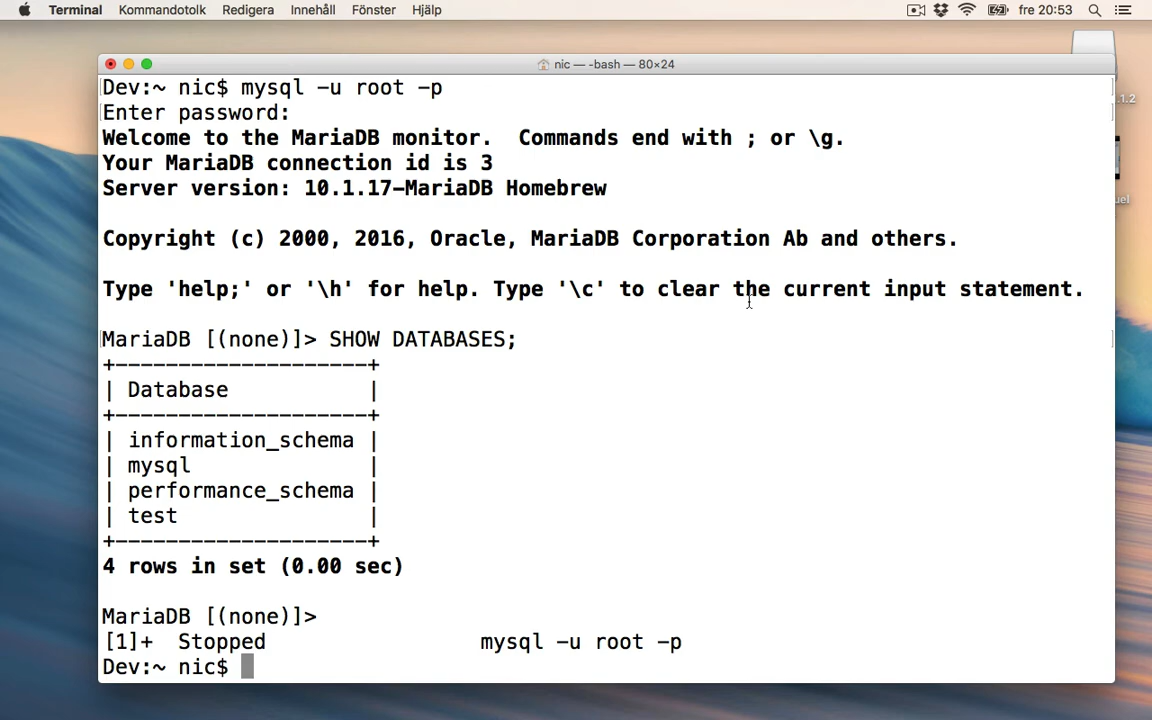 Terminal Kommandotolk Redigera Innehåll Fönster Hjälp fre 20:53
nic — -bash — 80×24
Dev:~ nic$ mysql -u root -p
Enter password:
Welcome to the MariaDB monitor.  Commands end with ; or \g.
Your MariaDB connection id is 3
Server version: 10.1.17-MariaDB Homebrew
Copyright (c) 2000, 2016, Oracle, MariaDB Corporation Ab and others.
Type 'help;' or '\h' for help. Type '\c' to clear the current input statement.
MariaDB [(none)]> SHOW DATABASES;
+--------------------+
| Database           |
+--------------------+
| information_schema |
| mysql              |
| performance_schema |
| test               |
+--------------------+
4 rows in set (0.00 sec)
MariaDB [(none)]>
[1]+  Stopped                 mysql -u root -p
Dev:~ nic$